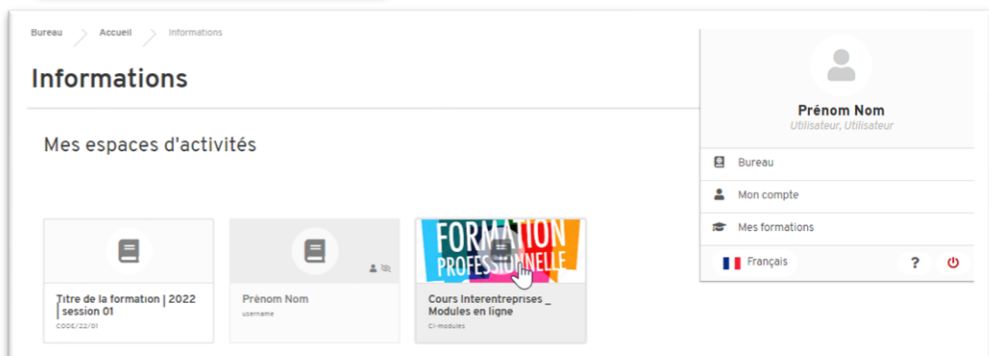 Bureau Accueil Informations
Informations
Mes espaces d'activités
FORMATION
PROFESSIONNELLE
Titre de la formation | 2022
| session 01
CODE/22/01
Prénom Nom
username
Cours Interentreprises _
Modules en ligne
CI-modules
Prénom Nom
Utilisateur, Utilisateur
Bureau
Mon compte
Mes formations
Français ?